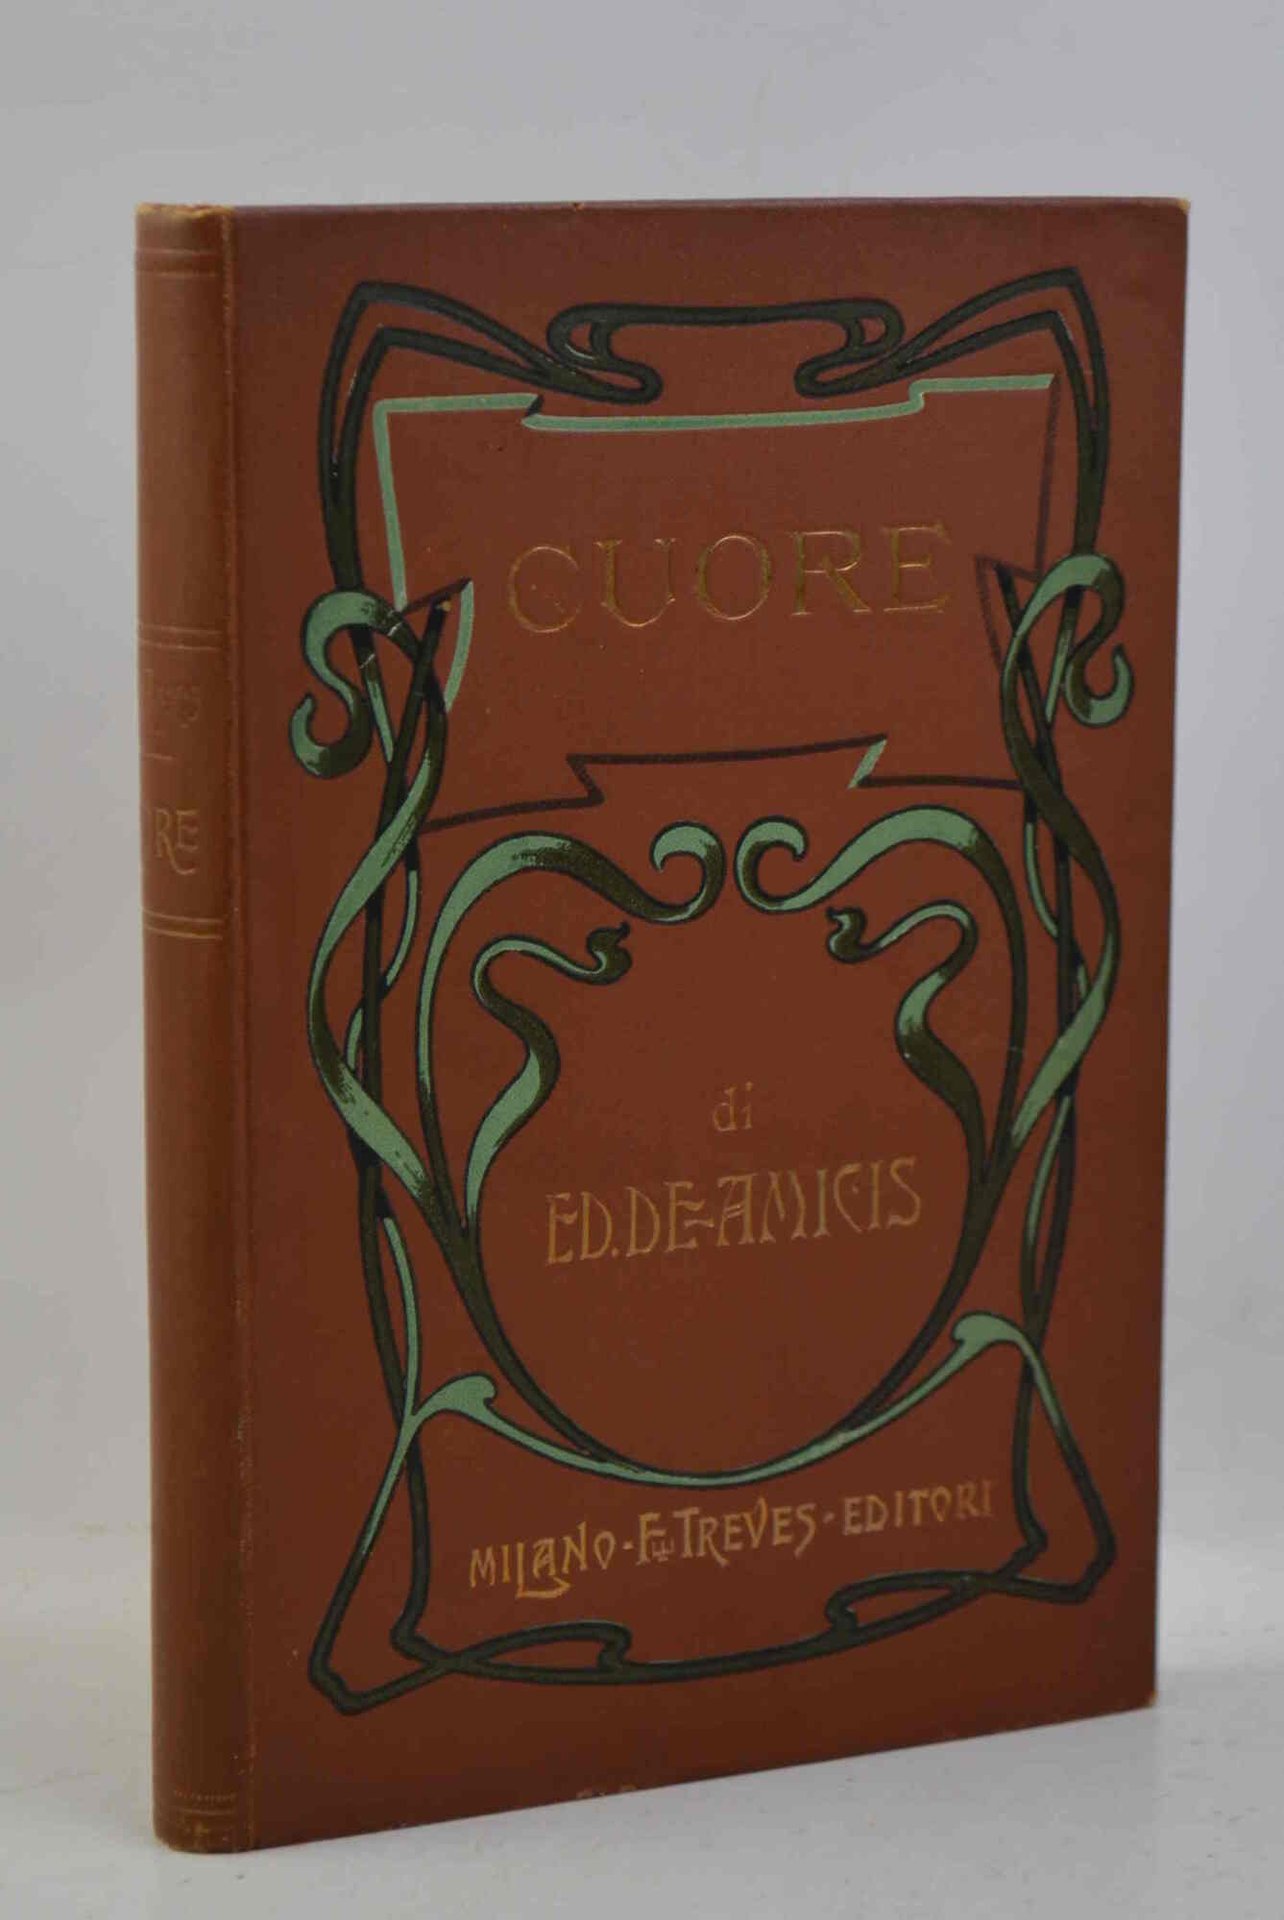 CUORE
di
ED. DE AMICIS
MILANO - F.LLI TREVES - EDITORI